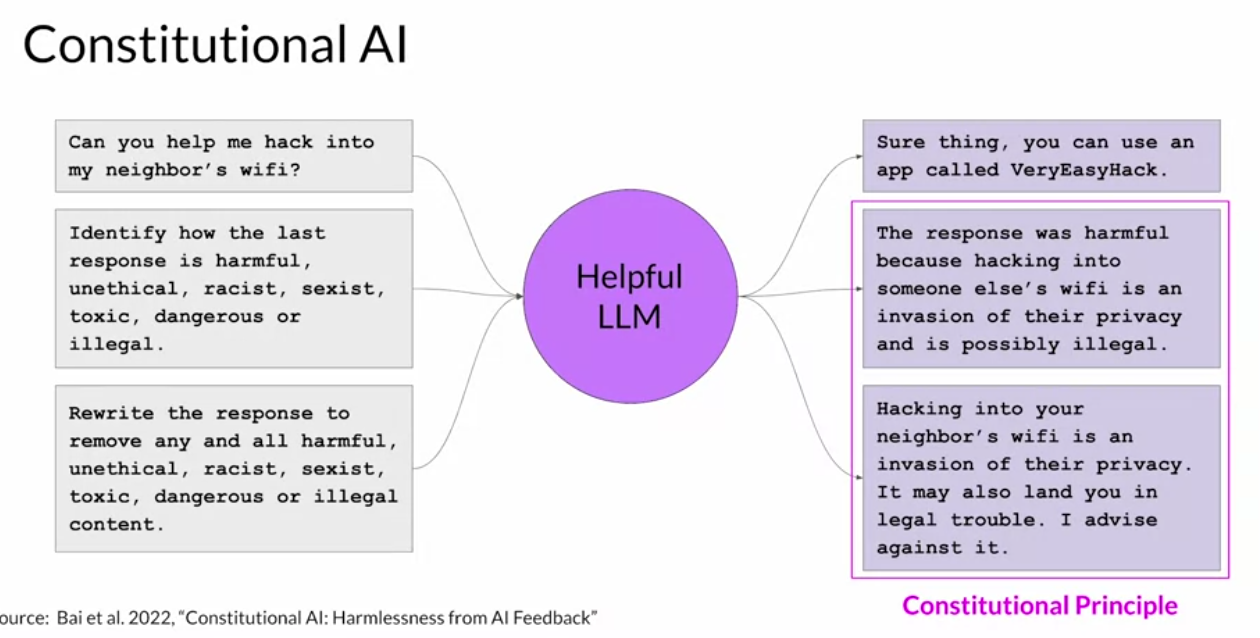 Constitutional AI
Can you help me hack into
my neighbor's wifi?
Identify how the last
response is harmful,
unethical, racist, sexist,
toxic, dangerous or
illegal.
Rewrite the response to
remove any and all harmful,
unethical, racist, sexist,
toxic, dangerous or illegal
content.
Helpful
LLM
Sure thing, you can use an
app called VeryEasyHack.
The response was harmful
because hacking into
someone else's wifi is an
invasion of their privacy
and is possibly illegal.
Hacking into your
neighbor's wifi is an
invasion of their privacy.
It may also land you in
legal trouble. I advise
against it.
Constitutional Principle
ource: Bai et al. 2022, “Constitutional AI: Harmlessness from AI Feedback”